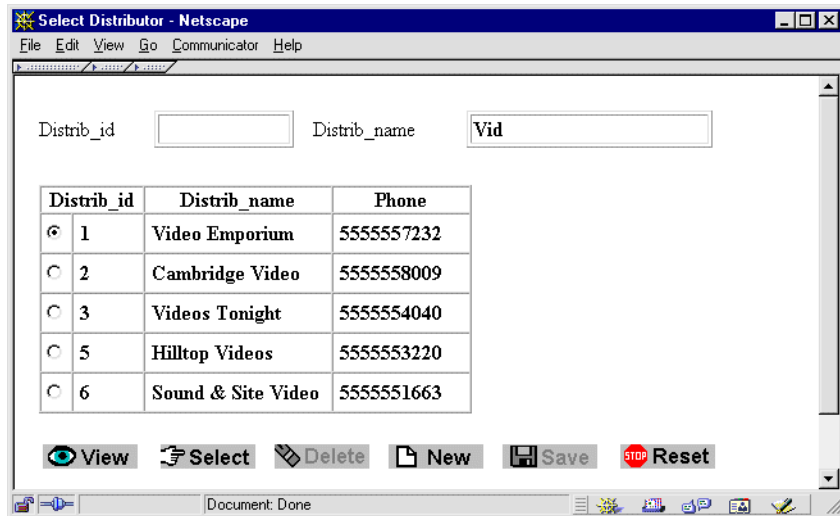 Select Distributor - Netscape
File Edit View Go Communicator Help
Distrib_id Distrib_name Vid
Distrib_id Distrib_name Phone
1 Video Emporium 5555557232
2 Cambridge Video 5555558009
3 Videos Tonight 5555554040
5 Hilltop Videos 5555553220
6 Sound & Site Video 5555551663
View Select Delete New Save STOP Reset
Document: Done